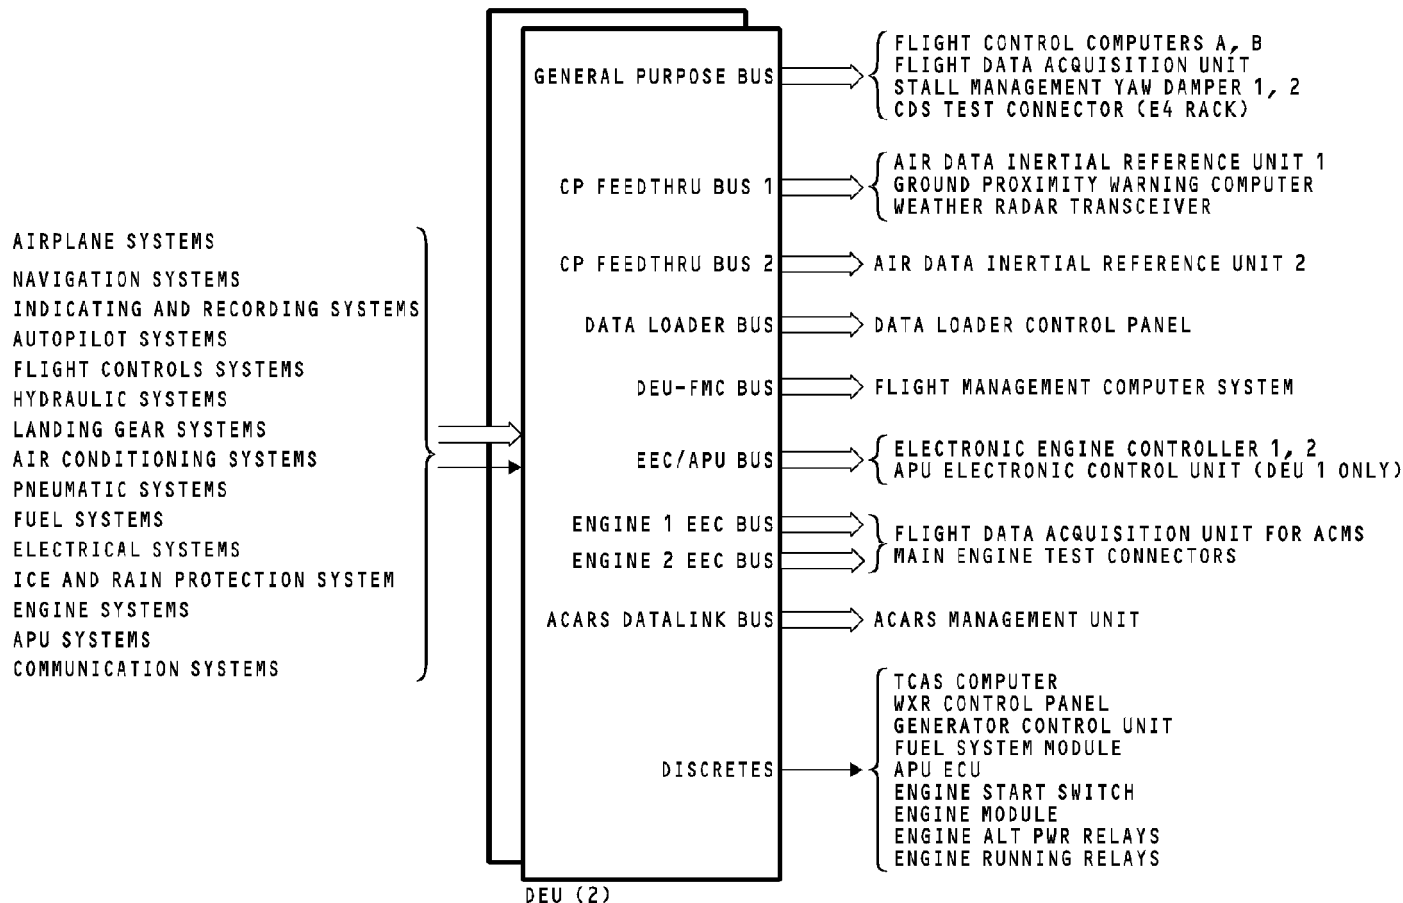 AIRPLANE SYSTEMS
NAVIGATION SYSTEMS
INDICATING AND RECORDING SYSTEMS
AUTOPILOT SYSTEMS
FLIGHT CONTROLS SYSTEMS
HYDRAULIC SYSTEMS
LANDING GEAR SYSTEMS
AIR CONDITIONING SYSTEMS
PNEUMATIC SYSTEMS
FUEL SYSTEMS
ELECTRICAL SYSTEMS
ICE AND RAIN PROTECTION SYSTEM
ENGINE SYSTEMS
APU SYSTEMS
COMMUNICATION SYSTEMS
GENERAL PURPOSE BUS
FLIGHT CONTROL COMPUTERS A, B
FLIGHT DATA ACQUISITION UNIT
STALL MANAGEMENT YAW DAMPER 1, 2
CDS TEST CONNECTOR (E4 RACK)
CP FEEDTHRU BUS 1
AIR DATA INERTIAL REFERENCE UNIT 1
GROUND PROXIMITY WARNING COMPUTER
WEATHER RADAR TRANSCEIVER
CP FEEDTHRU BUS 2
AIR DATA INERTIAL REFERENCE UNIT 2
DATA LOADER BUS
DATA LOADER CONTROL PANEL
DEU-FMC BUS
FLIGHT MANAGEMENT COMPUTER SYSTEM
EEC/APU BUS
ELECTRONIC ENGINE CONTROLLER 1, 2
APU ELECTRONIC CONTROL UNIT (DEU 1 ONLY)
ENGINE 1 EEC BUS
ENGINE 2 EEC BUS
FLIGHT DATA ACQUISITION UNIT FOR ACMS
MAIN ENGINE TEST CONNECTORS
ACARS DATALINK BUS
ACARS MANAGEMENT UNIT
DISCRETES
TCAS COMPUTER
WXR CONTROL PANEL
GENERATOR CONTROL UNIT
FUEL SYSTEM MODULE
APU ECU
ENGINE START SWITCH
ENGINE MODULE
ENGINE ALT PWR RELAYS
ENGINE RUNNING RELAYS
DEU (2)